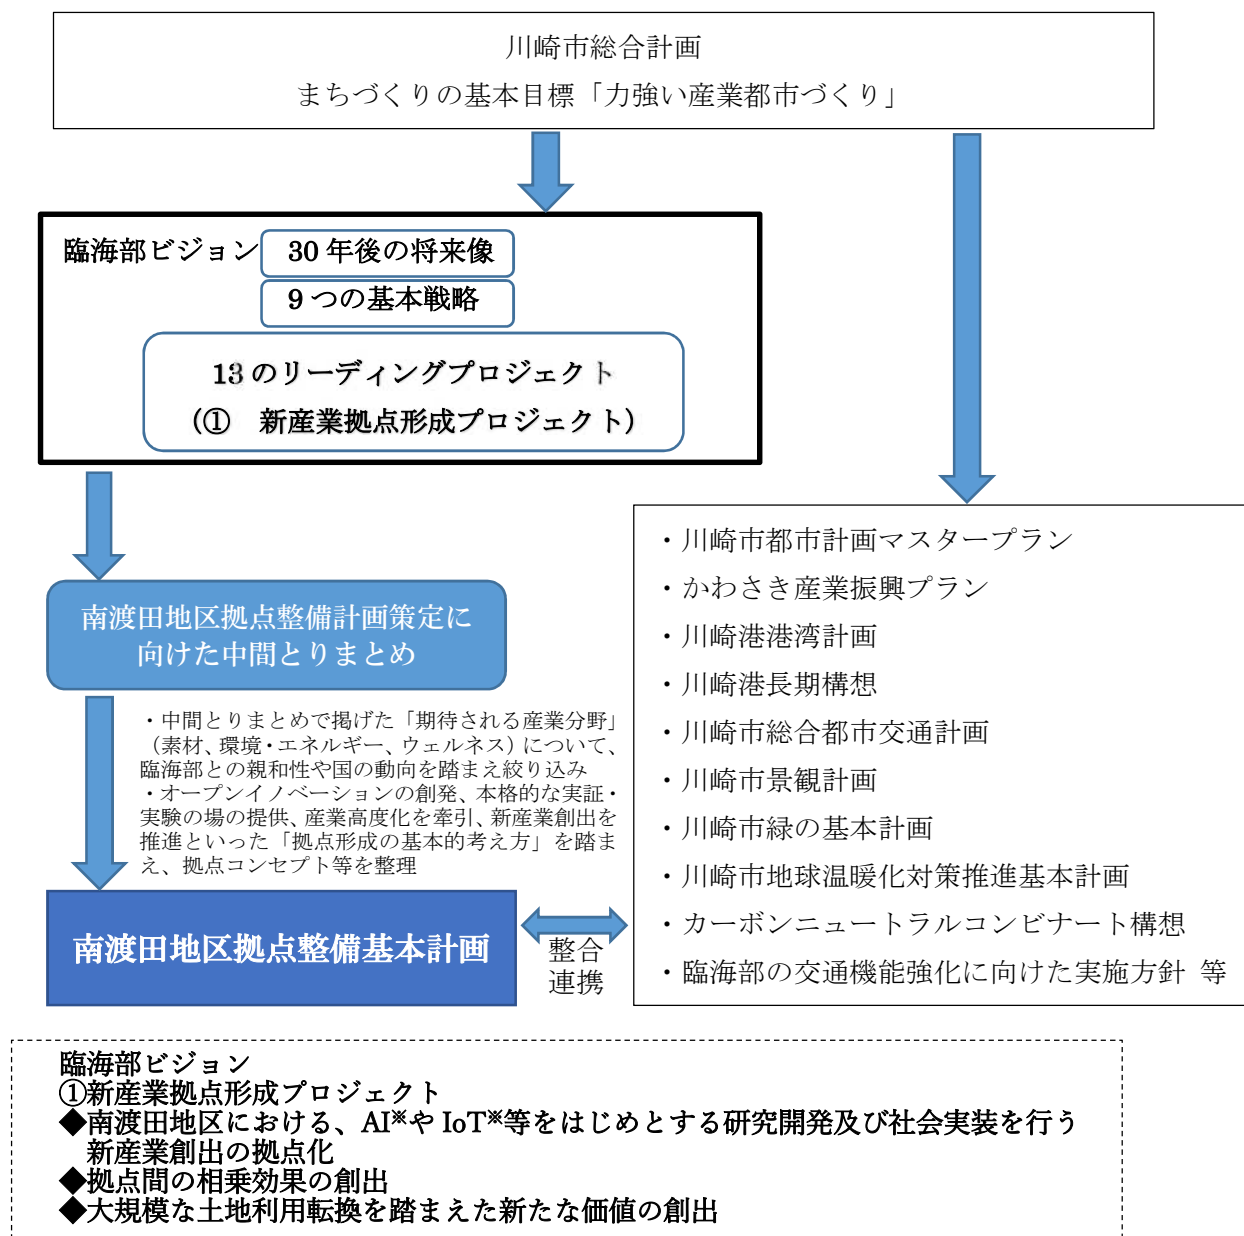 川崎市総合計画
まちづくりの基本目標「力強い産業都市づくり」
臨海部ビジョン
30 年後の将来像
9 つの基本戦略
13 のリーディングプロジェクト
(① 新産業拠点形成プロジェクト)
南渡田地区拠点整備計画策定に
向けた中間とりまとめ
・中間とりまとめで掲げた「期待される産業分野」
(素材、環境・エネルギー、ウェルネス)について、
臨海部との親和性や国の動向を踏まえ絞り込み
・オープンイノベーションの創発、本格的な実証・
実験の場の提供、産業高度化を牽引、新産業創出を
推進といった「拠点形成の基本的考え方」を踏ま
え、拠点コンセプト等を整理
南渡田地区拠点整備基本計画
整合
連携
・川崎市都市計画マスタープラン
・かわさき産業振興プラン
・川崎港港湾計画
・川崎港長期構想
・川崎市総合都市交通計画
・川崎市景観計画
・川崎市緑の基本計画
・川崎市地球温暖化対策推進基本計画
・カーボンニュートラルコンビナート構想
・臨海部の交通機能強化に向けた実施方針 等
臨海部ビジョン
①新産業拠点形成プロジェクト
◆南渡田地区における、AI※や IoT※等をはじめとする研究開発及び社会実装を行う
新産業創出の拠点化
◆拠点間の相乗効果の創出
◆大規模な土地利用転換を踏まえた新たな価値の創出